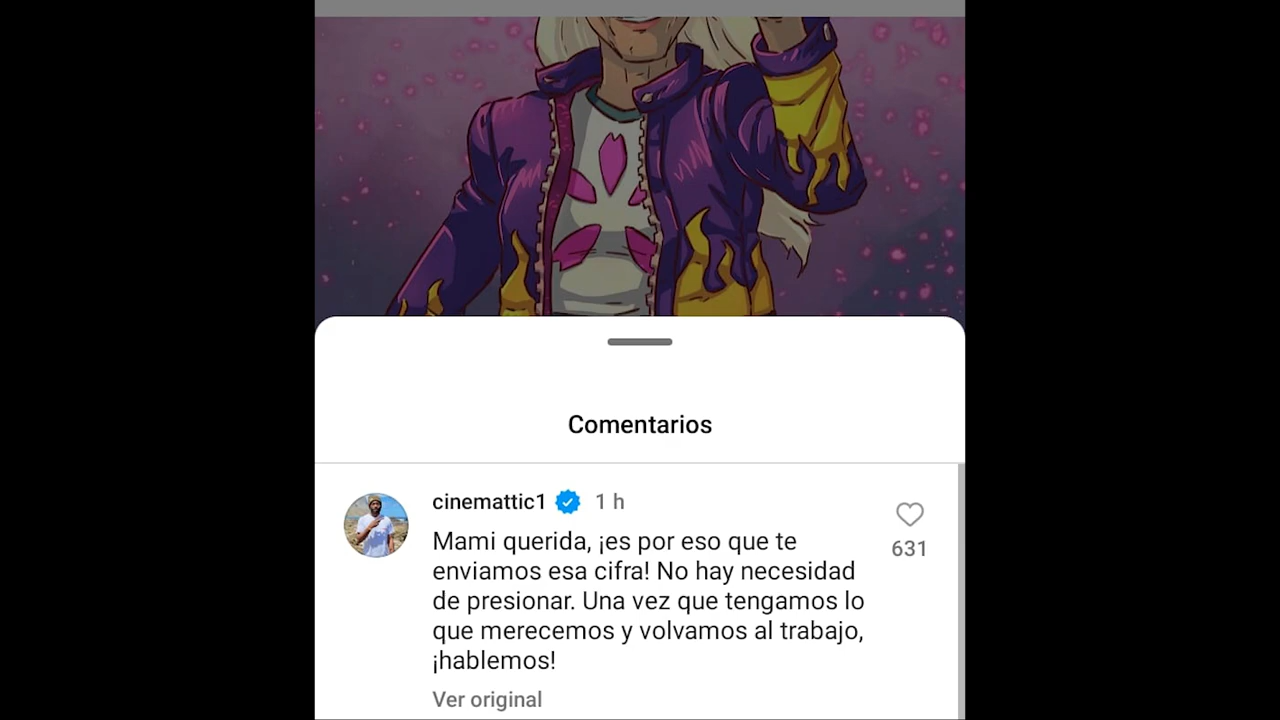 Comentarios
cinemattic1 1 h
Mami querida, ¡es por eso que te
enviamos esa cifra! No hay necesidad
de presionar. Una vez que tengamos lo
que merecemos y volvamos al trabajo,
¡hablemos!
631
Ver original